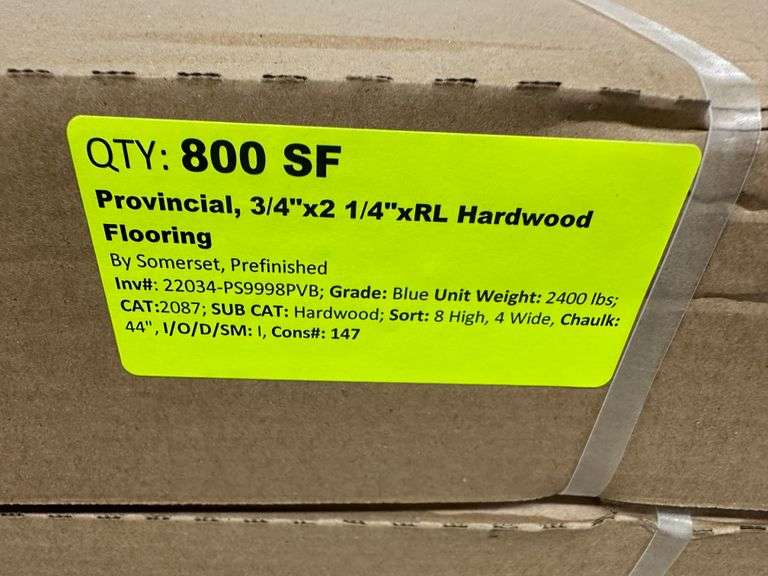 QTY: 800 SF
Provincial, 3/4"x2 1/4"xRL Hardwood
Flooring
By Somerset, Prefinished
Inv#: 22034-PS9998PVB; Grade: Blue Unit Weight: 2400 lbs;
CAT:2087; SUB CAT: Hardwood; Sort: 8 High, 4 Wide, Chaulk:
44", I/O/D/SM: I, Cons#: 147